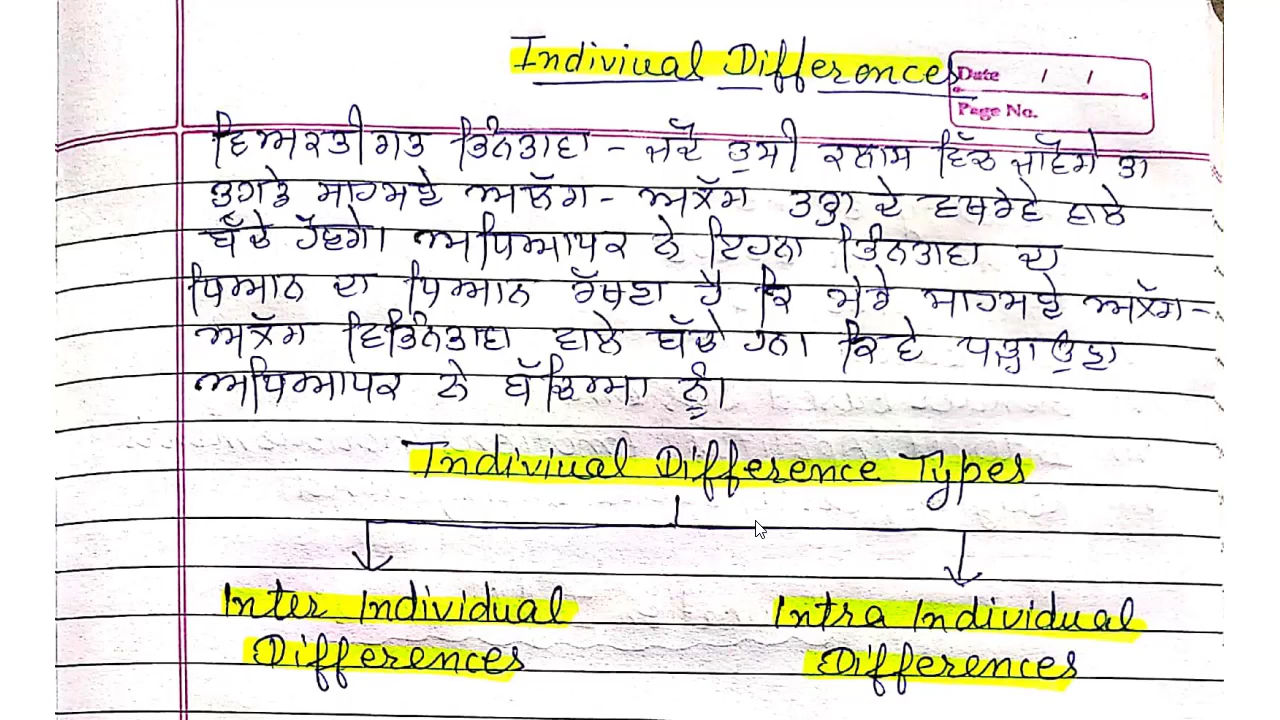 Indiviual Differences
Date / /
Page No.
ਵਿਅਕਤੀਗਤ ਭਿੰਨਤਾਵਾਂ - ਜਦੋਂ ਤੁਸੀਂ ਕਲਾਸ ਵਿੱਚ ਜਾਓਗੇ ਤਾਂ
ਤੁਹਾਡੇ ਸਾਹਮਣੇ ਅਲੱਗ - ਅਲੱਗ ਤਰ੍ਹਾਂ ਦੇ ਵਖਰੇਵੇ ਵਾਲੇ
ਬੱਚੇ ਹੋਣਗੇ। ਅਧਿਆਪਕ ਨੇ ਇਹਨਾ ਭਿੰਨਤਾਵਾਂ ਦਾ
ਧਿਆਨ ਦਾ ਧਿਆਨ ਰੱਖਣਾ ਹੈ ਕਿ ਮੇਰੇ ਸਾਹਮਣੇ ਅਲੱਗ-
ਅਲੱਗ ਵਿਭਿੰਨਤਾਵਾਂ ਵਾਲੇ ਬੱਚੇ ਹਨ। ਕਿਵੇ ਪੜ੍ਹਾਉਣਾ
ਅਧਿਆਪਕ ਨੇ ਬੱਚਿਆਂ ਨੂੰ।
Indiviual Difference Types
Inter Individual
Differences
Intra Individual
Differences